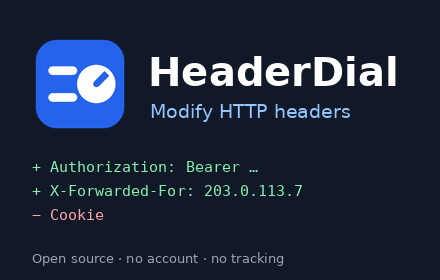 HeaderDial
Modify HTTP headers
+ Authorization: Bearer …
+ X-Forwarded-For: 203.0.113.7
− Cookie
Open source · no account · no tracking